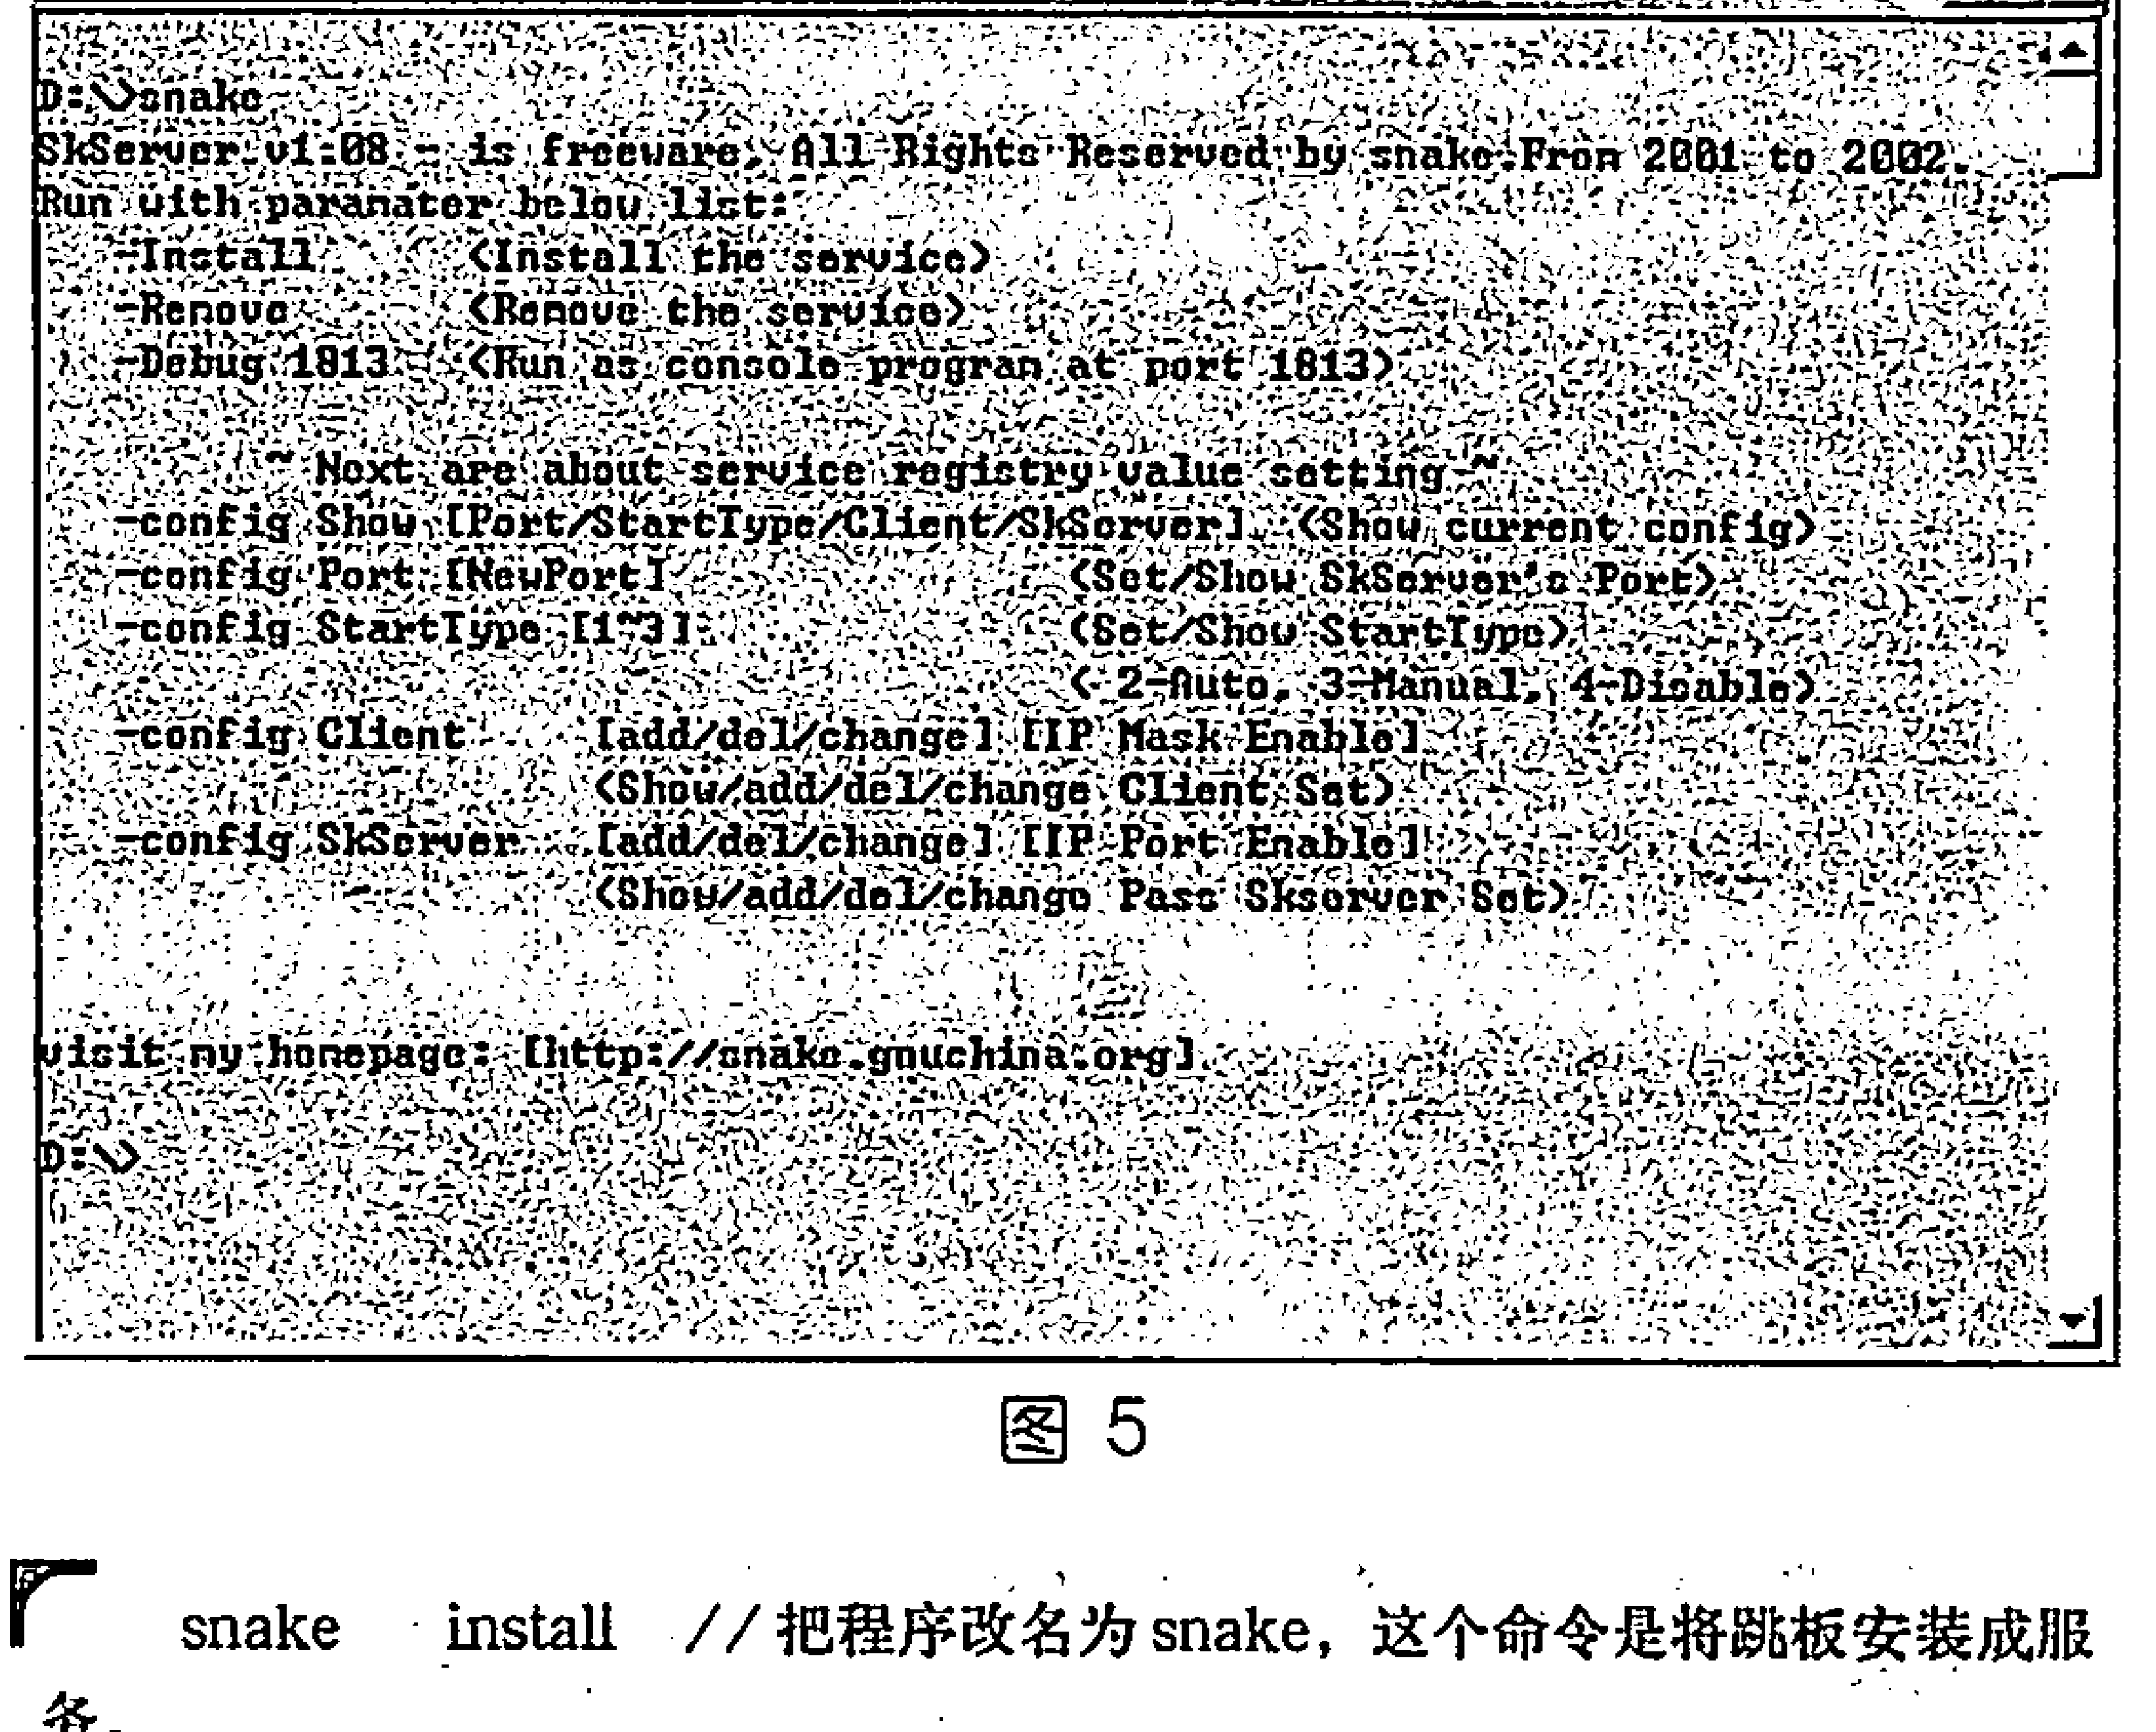 D:\>snake
SkServer v1.08 - is freeware, All Rights Reserved by snake.From 2001 to 2002.
Run with paramater below list:
-Install <Install the service>
-Remove <Remove the service>
-Debug 1813 <Run as console program at port 1813>
~ Next are about service registry value setting ~
-config Show [Port/StartType/Client/SkServer] <Show current config>
-config Port [NewPort] <Set/Show SkServer's Port>
-config StartType [1~3] <Set/Show StartType>
< 2-Auto, 3-Manual, 4-Disable>
-config Client [add/del/change] [IP Mask Enable]
<Show/add/del/change Client Set>
-config SkServer [add/del/change] [IP Port Enable]
<Show/add/del/change Pass Skserver Set>
visit my homepage: [http://snake.gnuchina.org]
D:\>
图 5
snake install //把程序改名为snake，这个命令是将跳板安装成服
务。